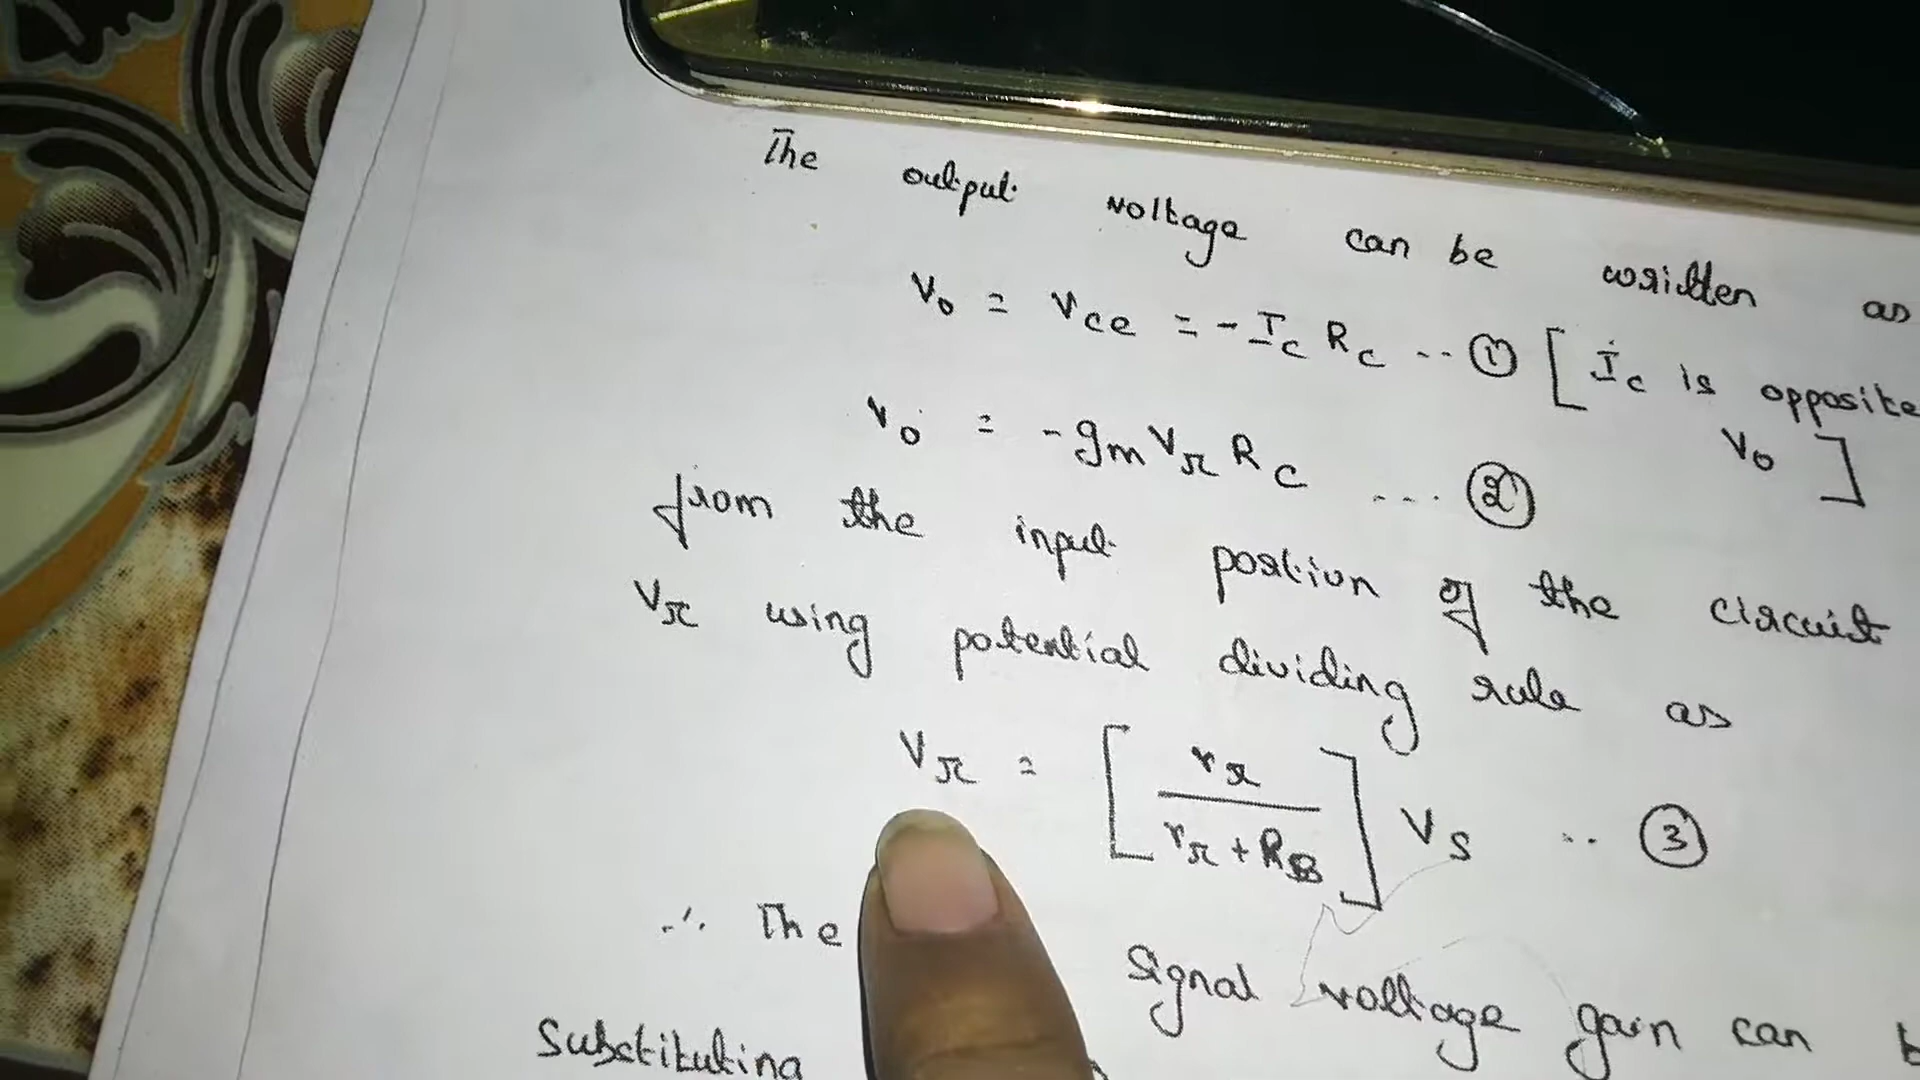 The output voltage can be written as
V₀ = Vce = -Ic Rc -- ① [Ic is opposite
V₀ = -gm Vπ Rc ---- ② V₀]
from the input portion of the circuit
Vπ using potential dividing rule as
Vπ = [rπ / (rπ + RB)] Vs -- ③
∴ The signal voltage gain can
Substituting